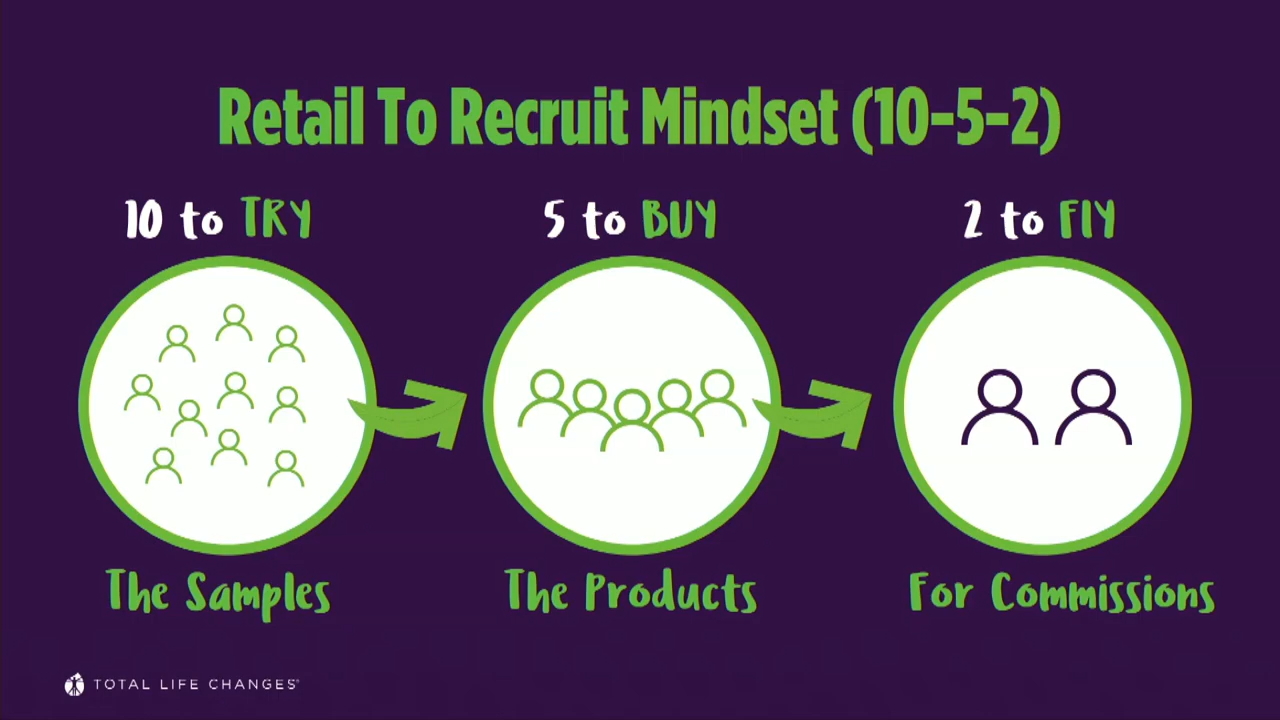 Retail To Recruit Mindset (10-5-2)
10 to TRY
5 to BUY
2 to FLY
The Samples
The Products
For Commissions
TOTAL LIFE CHANGES®